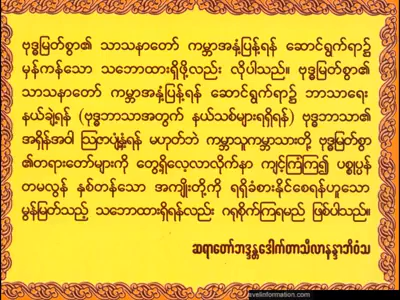 ဗုဒ္ဓမြတ်စွာ၏ သာသနာတော် ကမ္ဘာအနှံ့ပြန့်ရန် ဆောင်ရွက်ရာ၌
မှန်ကန်သော သဘောထားရှိဖို့လည်း လိုပါသည်။ ဗုဒ္ဓမြတ်စွာ၏
သာသနာတော် ကမ္ဘာအနှံ့ပြန့်ရန် ဆောင်ရွက်ရာ၌ ဘာသာရေး
နယ်ချဲ့ရန် (ဗုဒ္ဓဘာသာအတွက် နယ်သစ်များရရှိရန်) ဗုဒ္ဓဘာသာ၏
အရှိန်အဝါ ဩဇာပျံ့နှံ့ရန် မဟုတ်ဘဲ ကမ္ဘာသူကမ္ဘာသားတို့ ဗုဒ္ဓမြတ်စွာ
၏တရားတော်များကို တွေ့ရှိလေ့လာလိုက်နာ ကျင့်ကြံကြ၍ ပစ္စုပ္ပန်
တမလွန် နှစ်တန်သော အကျိုးတို့ကို ရရှိခံစားနိုင်စေရန်ဟူသော
မွန်မြတ်သည့် သဘောထားရှိရန်လည်း ဂရုစိုက်ကြရမည် ဖြစ်ပါသည်။
ဆရာတော်ဘဒ္ဒန္တဒေါက်တာသီလာနန္ဒာဘိဝံသ
avelinformation.com